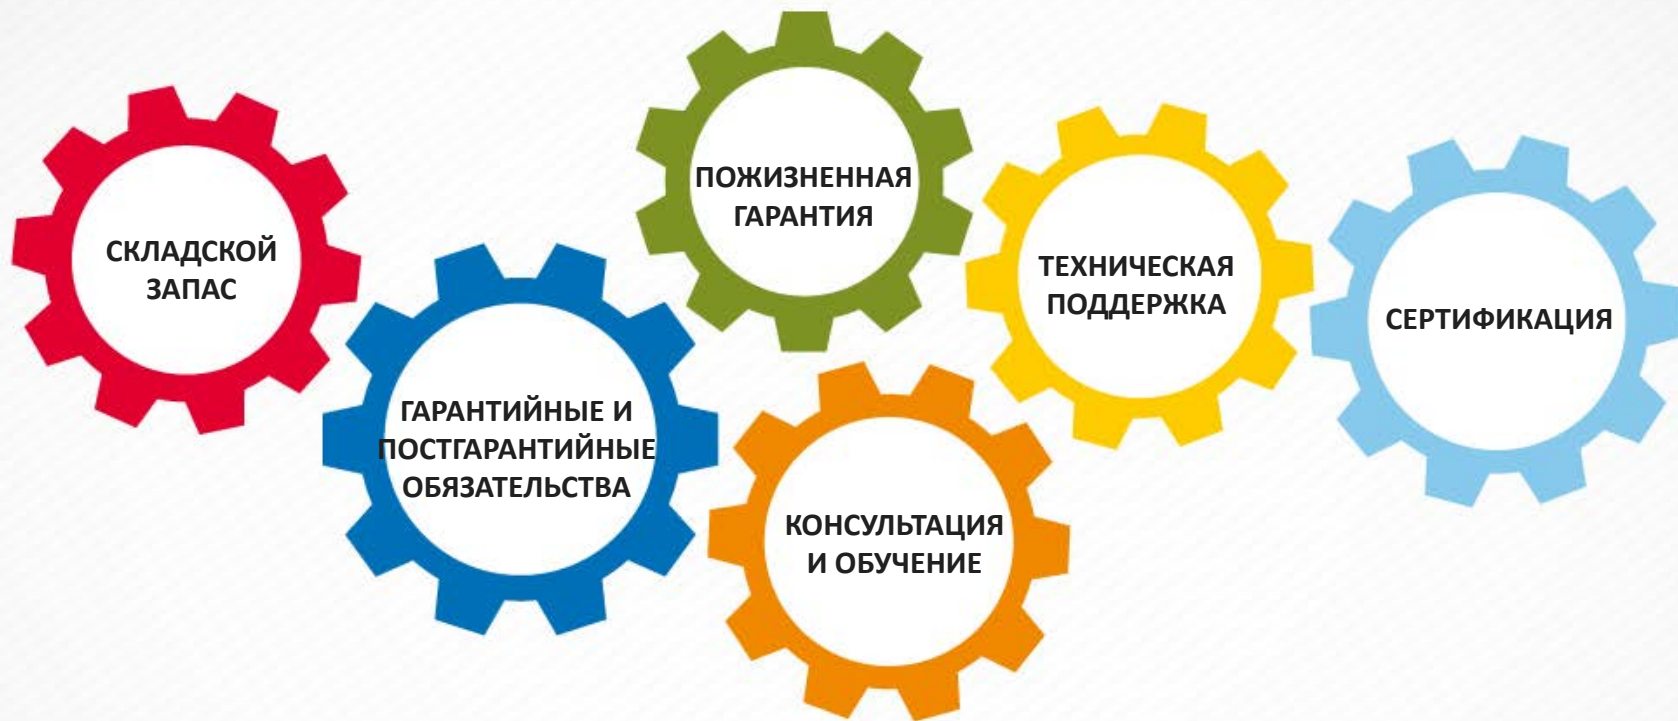 СКЛАДСКОЙ
ЗАПАС
ГАРАНТИЙНЫЕ И
ПОСТГАРАНТИЙНЫЕ
ОБЯЗАТЕЛЬСТВА
ПОЖИЗНЕННАЯ
ГАРАНТИЯ
КОНСУЛЬТАЦИЯ
И ОБУЧЕНИЕ
ТЕХНИЧЕСКАЯ
ПОДДЕРЖКА
СЕРТИФИКАЦИЯ